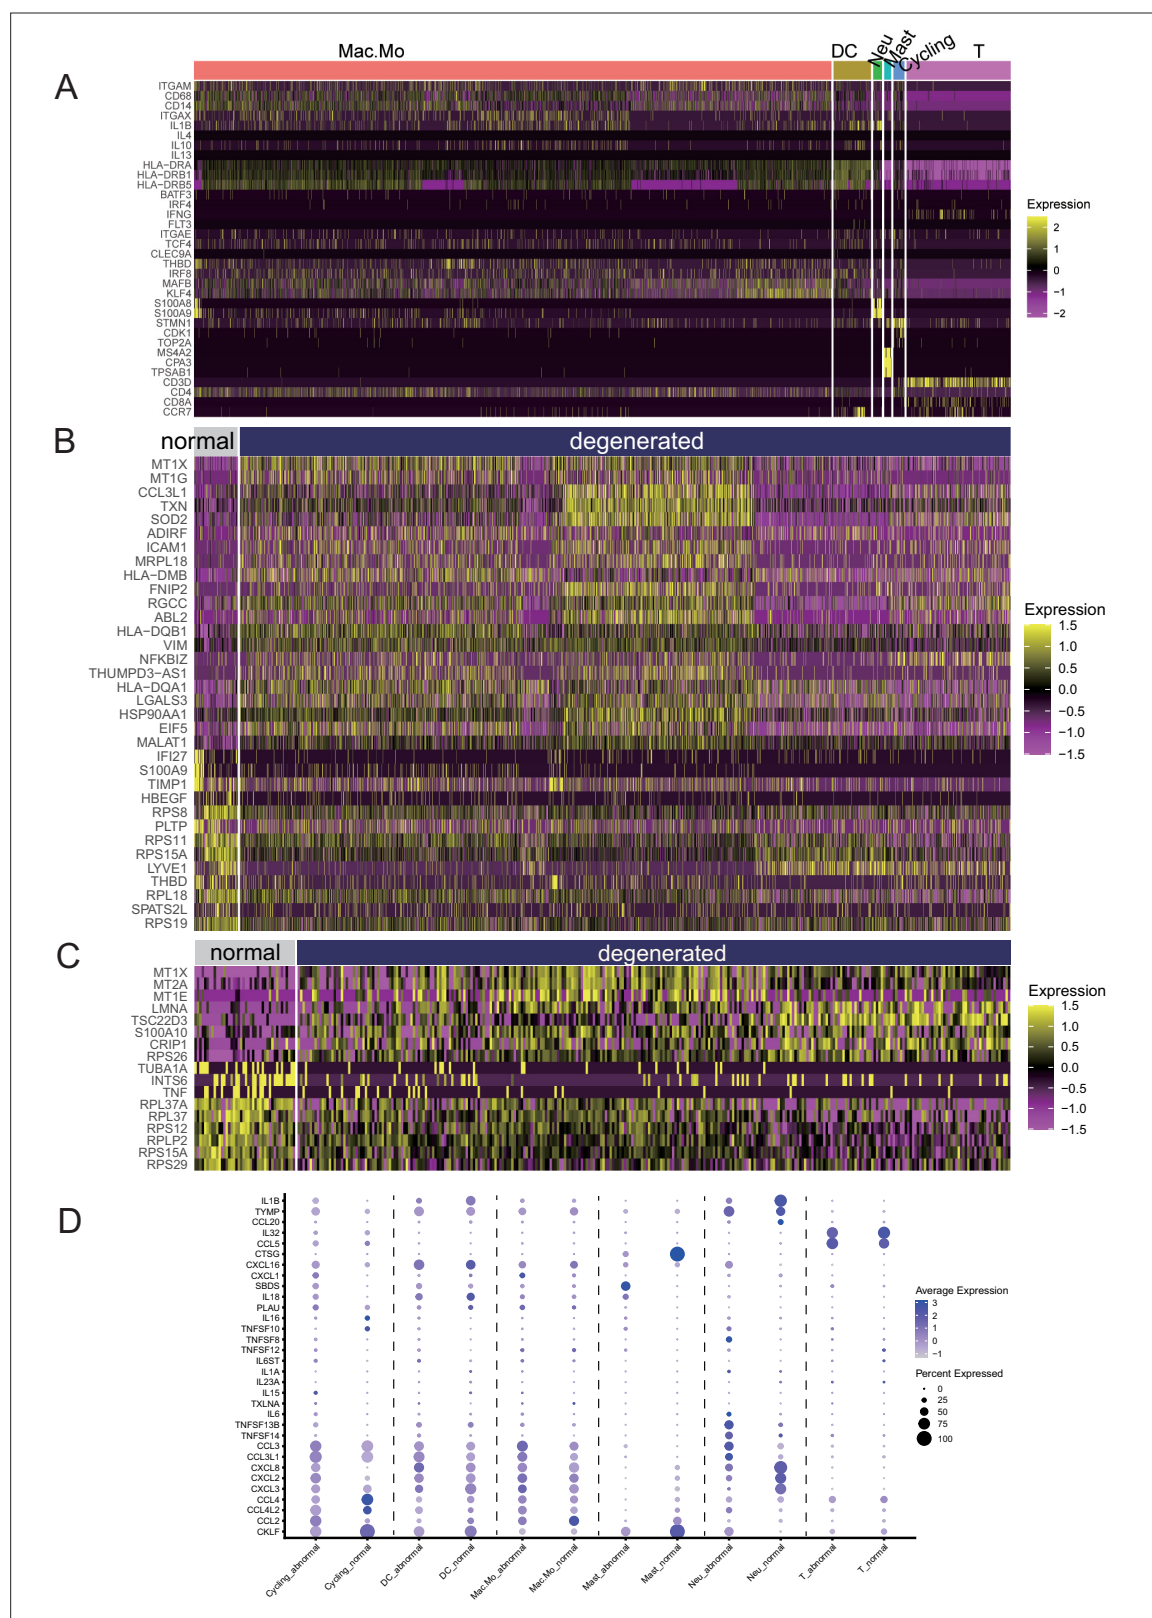 Mac.Mo DC Neu Mast Cycling T
A
ITGAM
CD68
CD14
ITGAX
IL1B
IL4
IL10
IL13
HLA−DRA
HLA−DRB1
HLA−DRB5
BATF3
IRF4
IFNG
FLT3
ITGAE
TCF4
CLEC9A
THBD
IRF8
MAFB
KLF4
S100A8
S100A9
STMN1
CDK1
TOP2A
MS4A2
CPA3
TPSAB1
CD3D
CD4
CD8A
CCR7
Expression
2
1
0
−1
−2
B
normal degenerated
MT1X
MT1G
CCL3L1
TXN
SOD2
ADIRF
ICAM1
MRPL18
HLA−DMB
FNIP2
RGCC
ABL2
HLA−DQB1
VIM
NFKBIZ
THUMPD3−AS1
HLA−DQA1
LGALS3
HSP90AA1
EIF5
MALAT1
IFI27
S100A9
TIMP1
HBEGF
RPS8
PLTP
RPS11
RPS15A
LYVE1
THBD
RPL18
SPATS2L
RPS19
Expression
1.5
1.0
0.5
0.0
−0.5
−1.0
−1.5
C
normal degenerated
MT1X
MT2A
MT1E
LMNA
TSC22D3
S100A10
CRIP1
RPS26
TUBA1A
INTS6
TNF
RPL37A
RPL37
RPS12
RPLP2
RPS15A
RPS29
Expression
1.5
1.0
0.5
0.0
−0.5
−1.0
−1.5
D
IL1B
TYMP
CCL20
IL32
CCL5
CTSG
CXCL16
CXCL1
SBDS
IL18
PLAU
IL16
TNFSF10
TNFSF8
TNFSF12
IL6ST
IL1A
IL23A
IL15
TXLNA
IL6
TNFSF13B
TNFSF14
CCL3
CCL3L1
CXCL8
CXCL2
CXCL3
CCL4
CCL4L2
CCL2
CKLF
Cycling_abnormal
Cycling_normal
DC_abnormal
DC_normal
Mac.Mo_abnormal
Mac.Mo_normal
Mast_abnormal
Mast_normal
Neu_abnormal
Neu_normal
T_abnormal
T_normal
Average Expression
3
2
1
0
−1
Percent Expressed
0
25
50
75
100